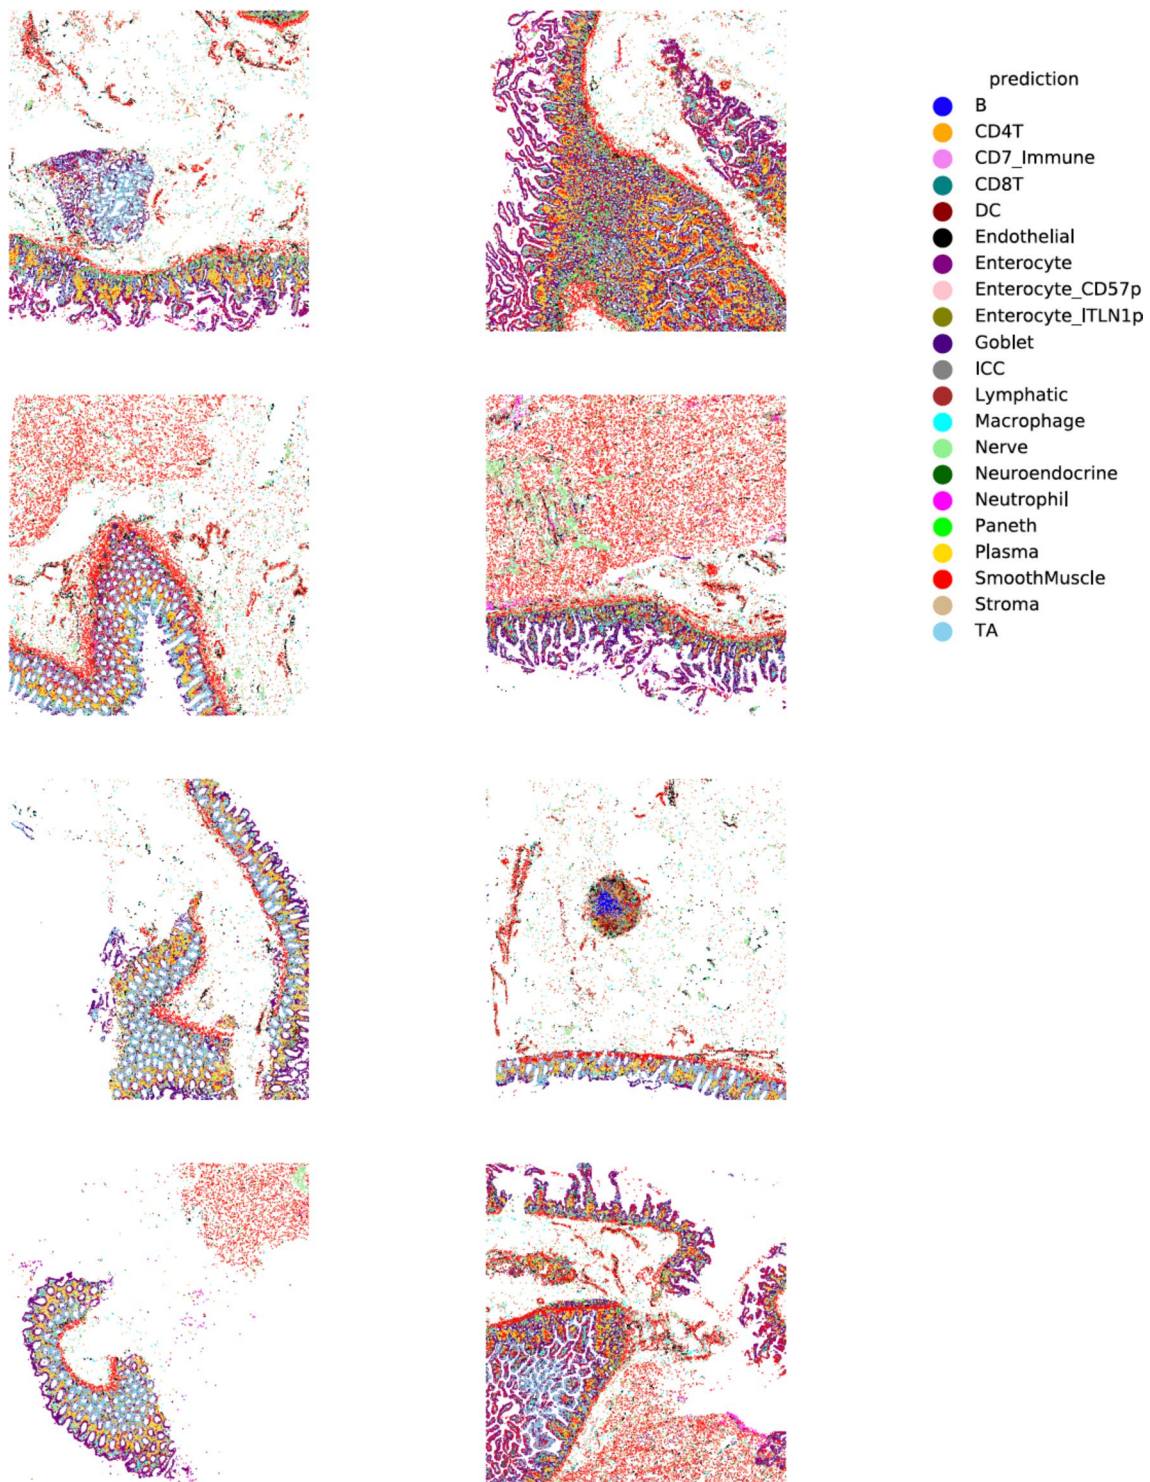 prediction
B
CD4T
CD7_Immune
CD8T
DC
Endothelial
Enterocyte
Enterocyte_CD57p
Enterocyte_ITLN1p
Goblet
ICC
Lymphatic
Macrophage
Nerve
Neuroendocrine
Neutrophil
Paneth
Plasma
SmoothMuscle
Stroma
TA